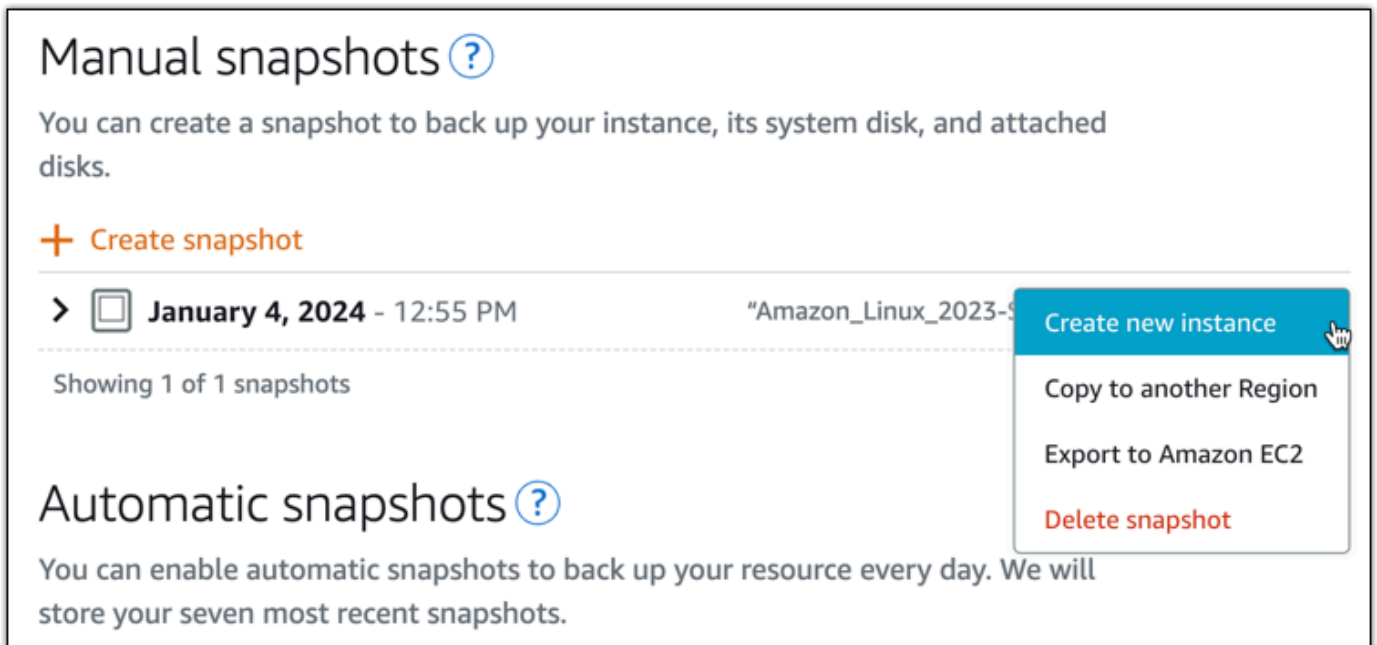 Manual snapshots ?
You can create a snapshot to back up your instance, its system disk, and attached
disks.
+ Create snapshot
January 4, 2024 - 12:55 PM "Amazon_Linux_2023-
Create new instance
Showing 1 of 1 snapshots
Copy to another Region
Export to Amazon EC2
Delete snapshot
Automatic snapshots ?
You can enable automatic snapshots to back up your resource every day. We will
store your seven most recent snapshots.